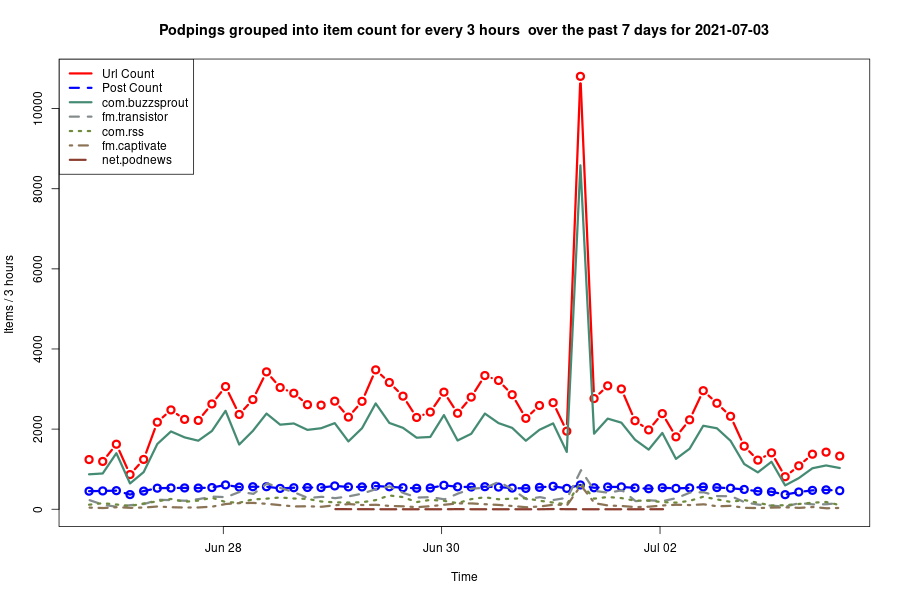 Podpings grouped into item count for every 3 hours  over the past 7 days for 2021-07-03
Url Count
Post Count
com.buzzsprout
fm.transistor
com.rss
fm.captivate
net.podnews
Items / 3 hours
10000
8000
6000
4000
2000
0
Jun 28
Jun 30
Jul 02
Time